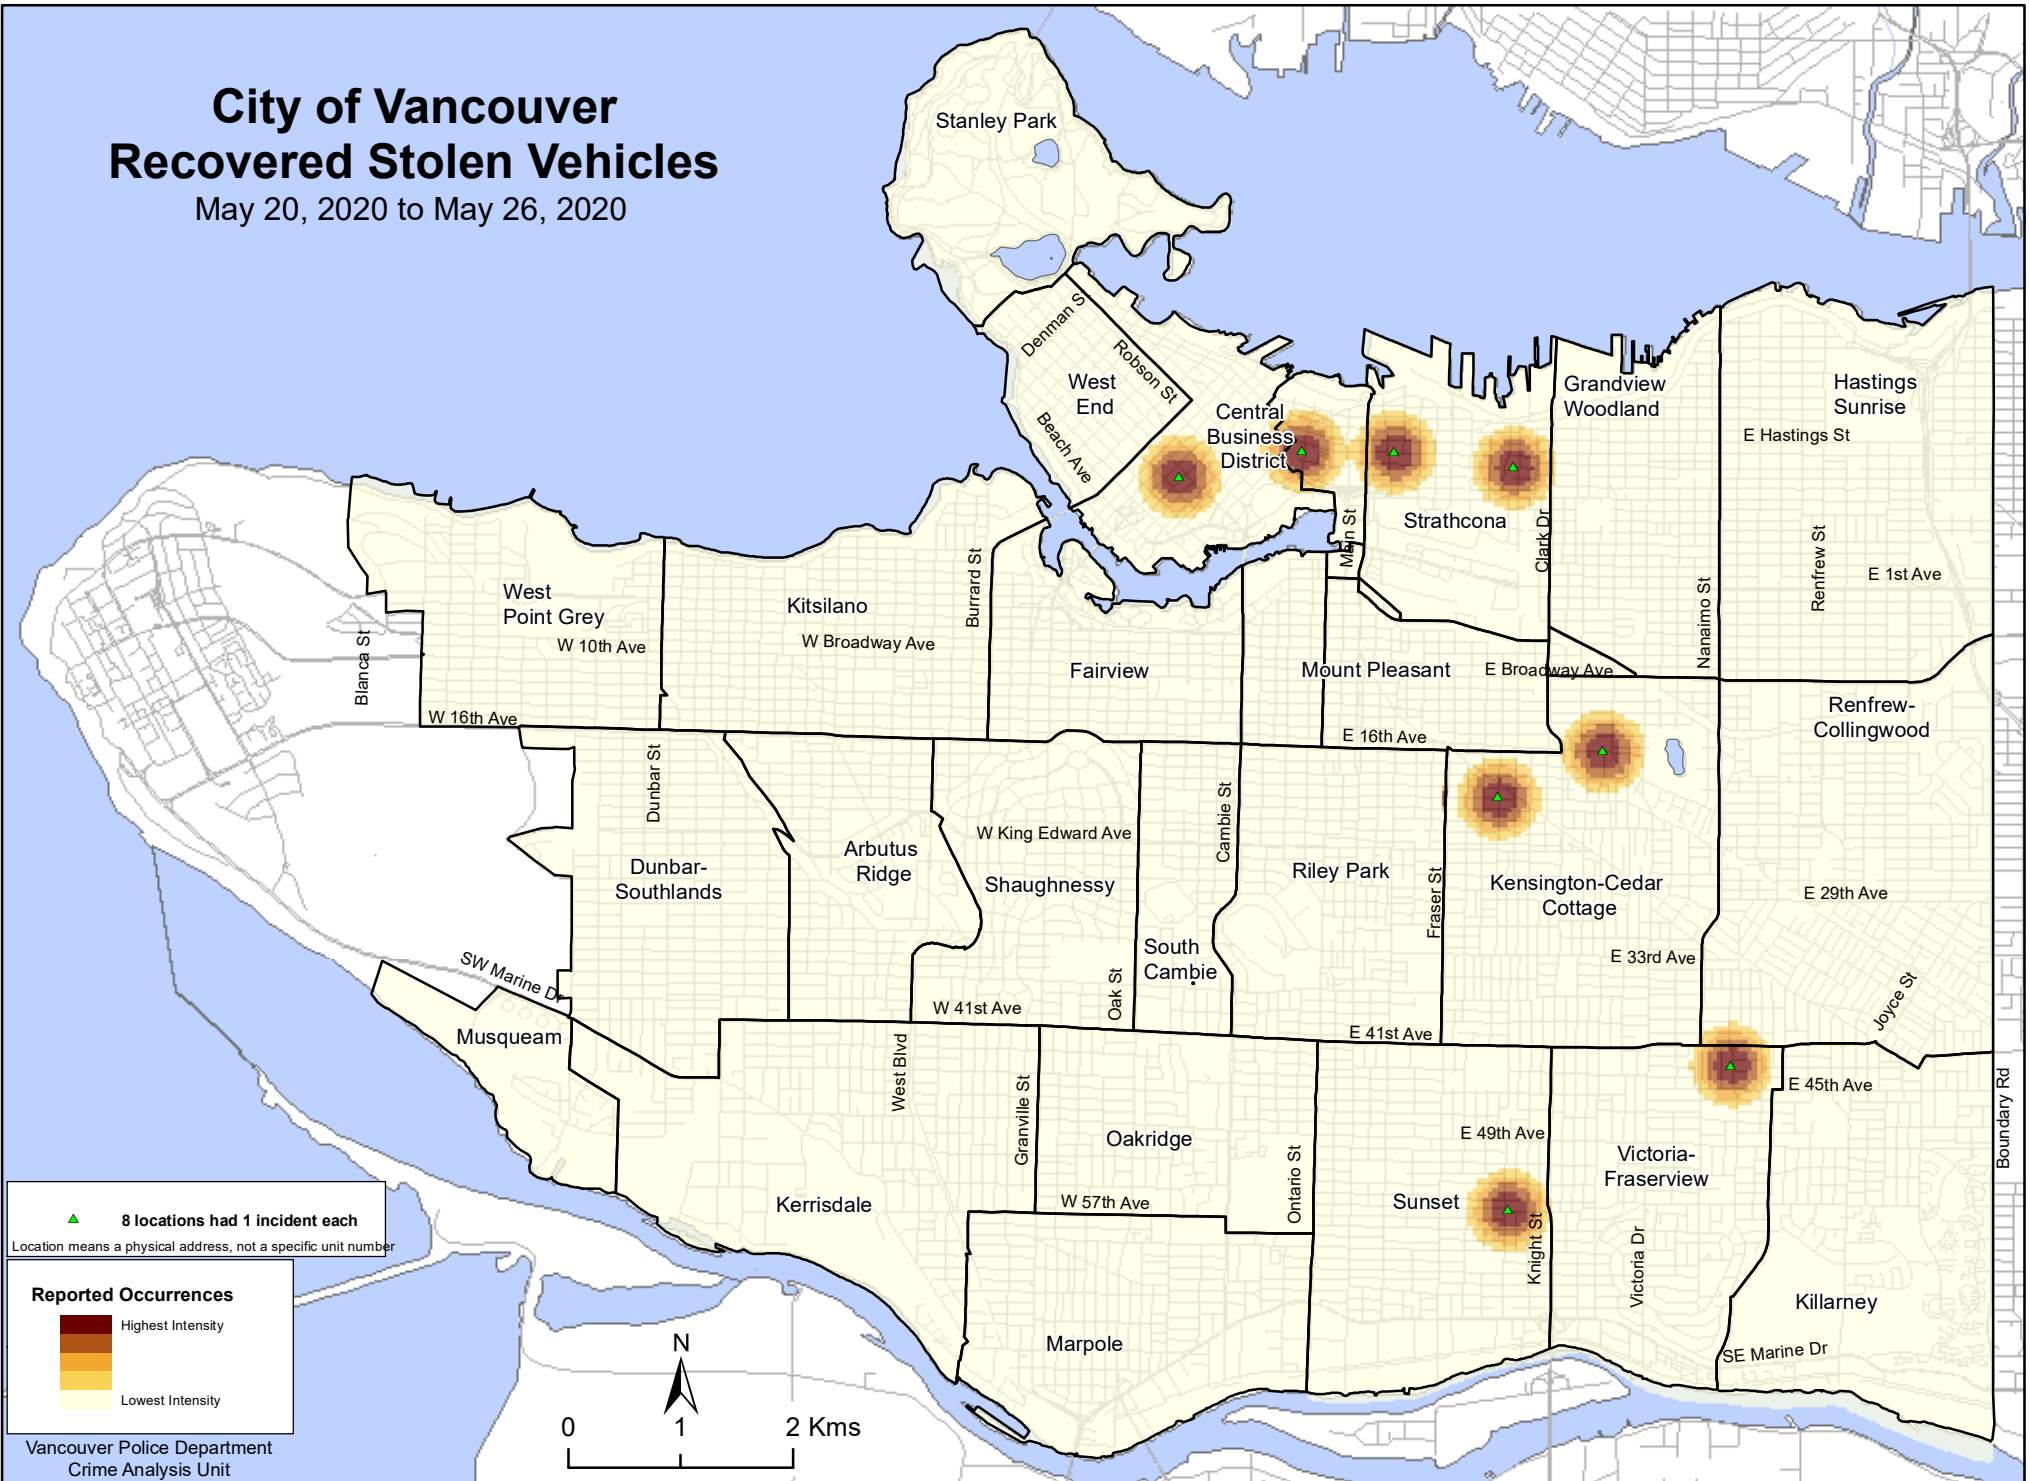 City of Vancouver
Recovered Stolen Vehicles
May 20, 2020 to May 26, 2020
Stanley Park
Denman St
Robson St
West
End
Beach Ave
Central
Business
District
Main St
Strathcona
Clark Dr
Grandview
Woodland
Hastings
Sunrise
E Hastings St
Nanaimo St
Renfrew St
E 1st Ave
West
Point Grey
W 10th Ave
Blanca St
W 16th Ave
Kitsilano
W Broadway Ave
Burrard St
Fairview
Mount Pleasant
E Broadway Ave
E 16th Ave
Renfrew-
Collingwood
Dunbar St
Dunbar-
Southlands
Arbutus
Ridge
W King Edward Ave
Shaughnessy
Cambie St
Riley Park
Fraser St
Kensington-Cedar
Cottage
E 29th Ave
E 33rd Ave
South
Cambie
Oak St
W 41st Ave
E 41st Ave
Joyce St
SW Marine Dr
Musqueam
West Blvd
Granville St
Oakridge
Ontario St
E 49th Ave
E 45th Ave
Boundary Rd
Victoria-
Fraserview
Kerrisdale
W 57th Ave
Sunset
Knight St
Victoria Dr
Killarney
SE Marine Dr
Marpole
8 locations had 1 incident each
Location means a physical address, not a specific unit number
Reported Occurrences
Highest Intensity
Lowest Intensity
Vancouver Police Department
Crime Analysis Unit
N
0 1 2 Kms